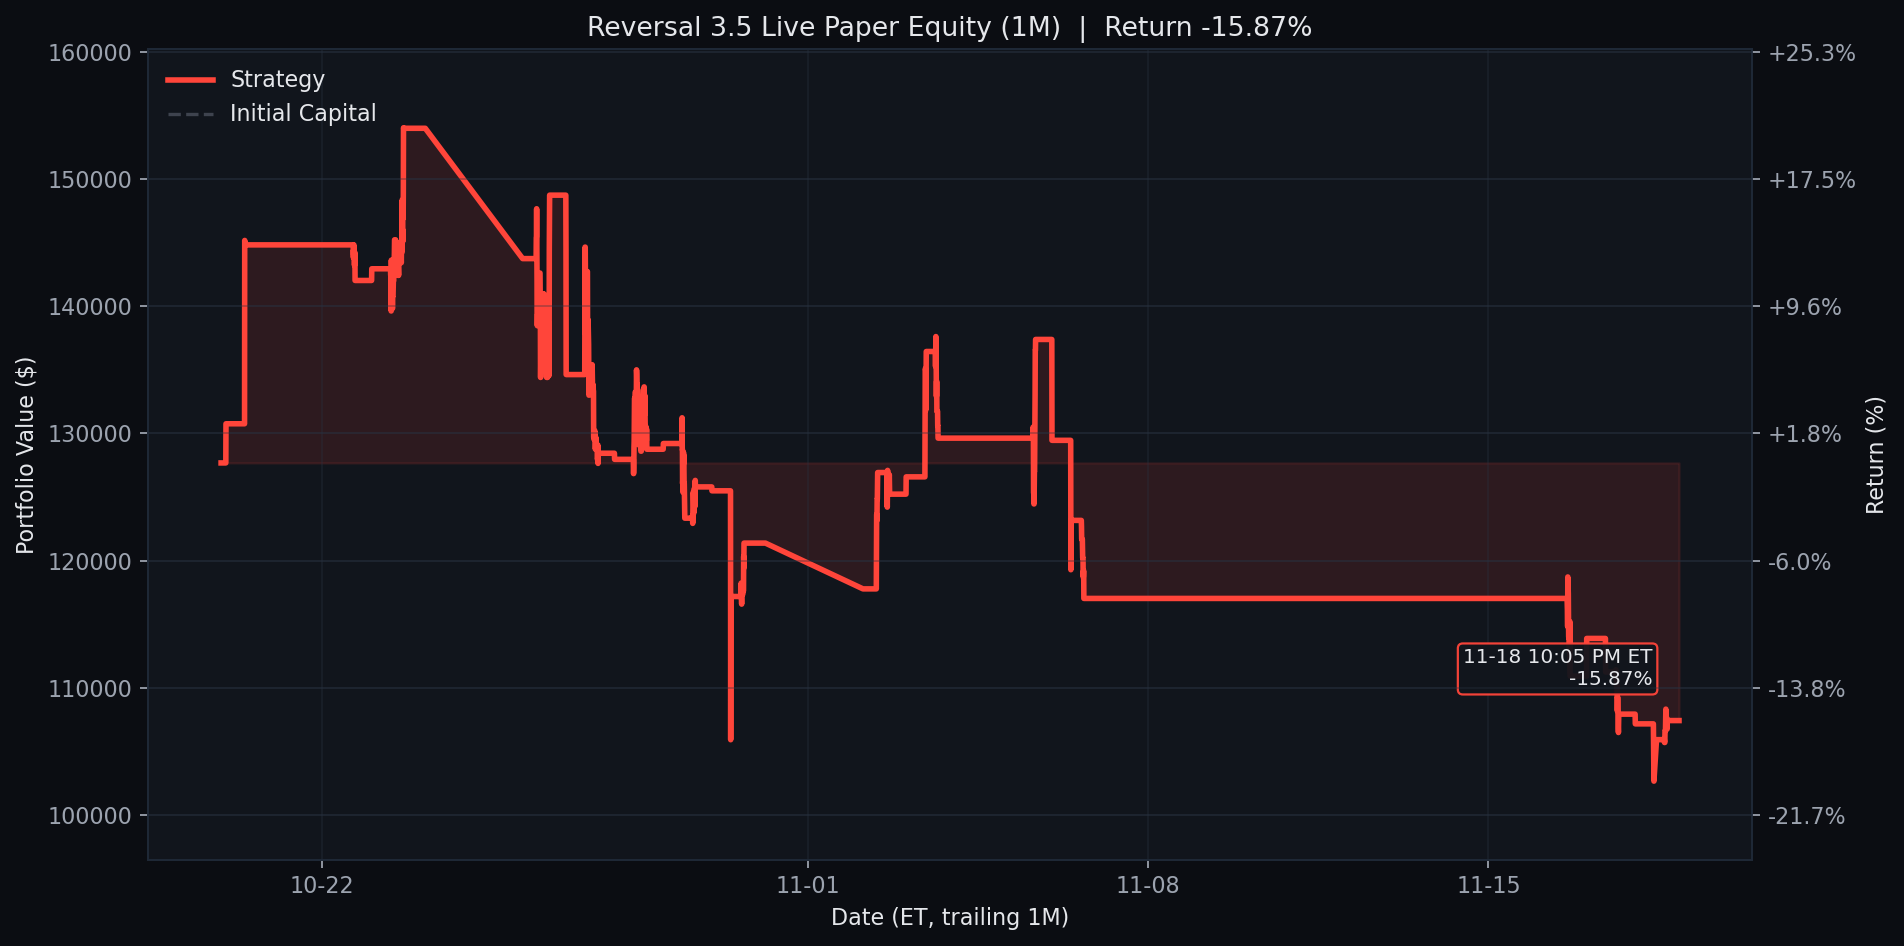 Reversal 3.5 Live Paper Equity (1M) | Return -15.87%
Strategy
Initial Capital
160000
150000
140000
130000
120000
110000
100000
Portfolio Value ($)
+25.3%
+17.5%
+9.6%
+1.8%
-6.0%
-13.8%
-21.7%
Return (%)
11-18 10:05 PM ET
-15.87%
10-22
11-01
11-08
11-15
Date (ET, trailing 1M)